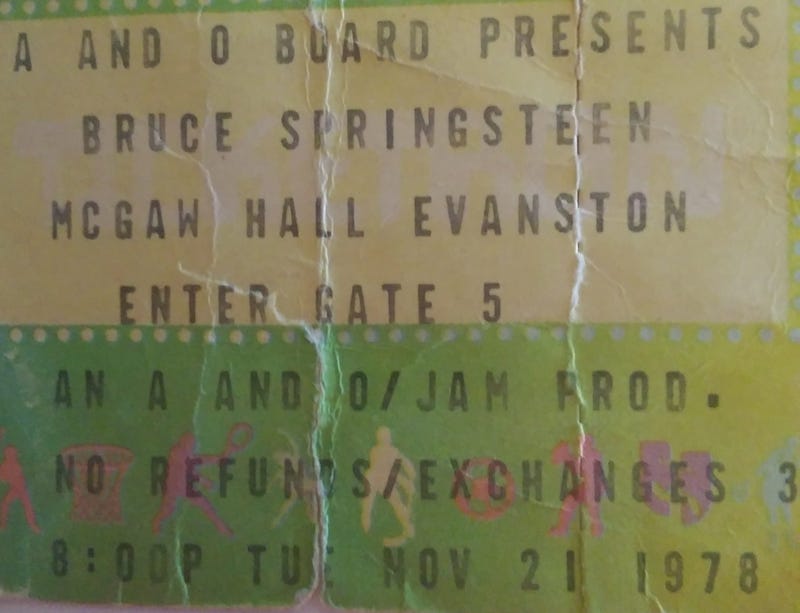 A AND O BOARD PRESENTS
BRUCE SPRINGSTEEN
MCGAW HALL EVANSTON
ENTER GATE 5
AN A AND O/JAM PROD.
NO REFUNDS/EXCHANGES 3
8:00P TUE NOV 21 1978